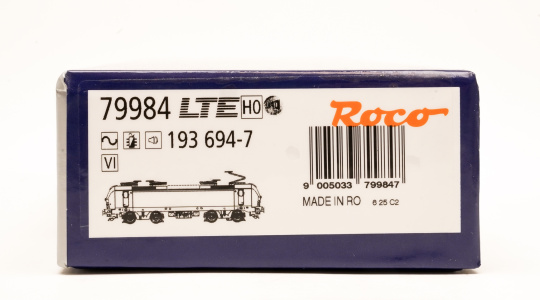 79984 LTE H0
Roco
193 694-7
VI
9 005033 799847
MADE IN RO 6 25 C2